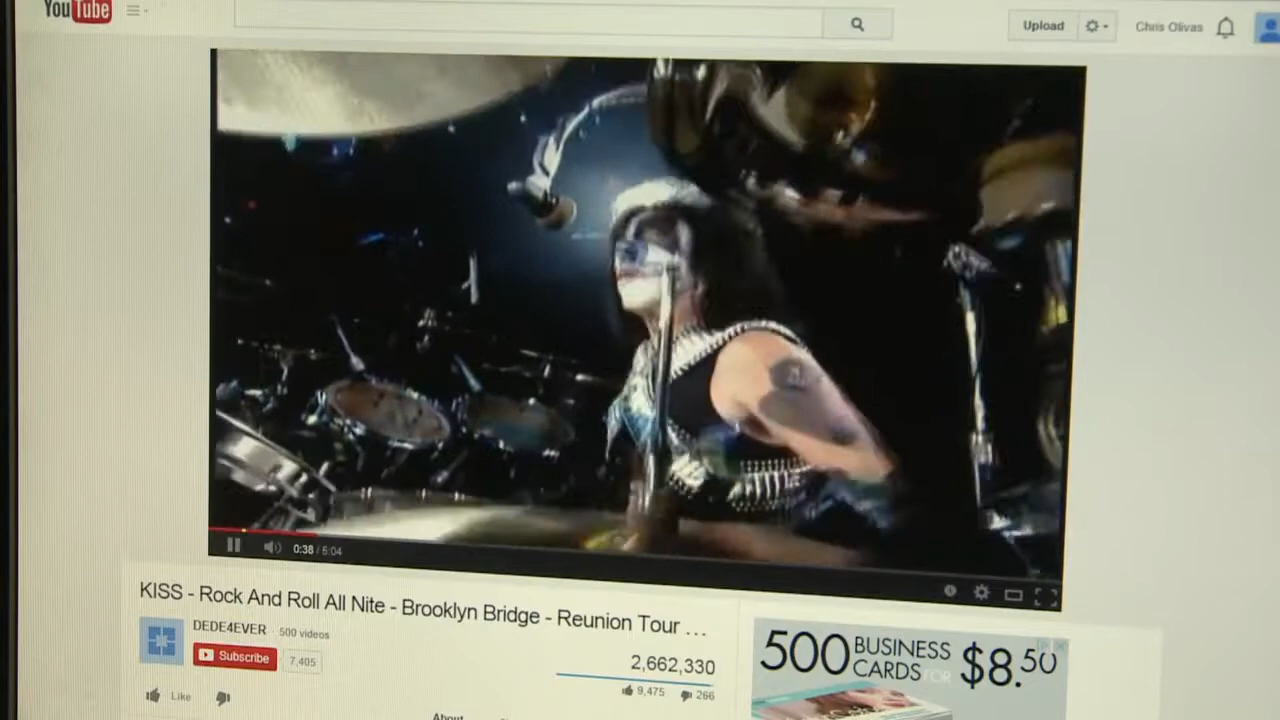 YouTube
Upload
Chris Olivas
0:38 / 5:04
KISS - Rock And Roll All Nite - Brooklyn Bridge - Reunion Tour ...
DEDE4EVER · 500 videos
Subscribe
7,405
2,662,330
Like
9,475
266
About
500 BUSINESS CARDS FOR $8.50